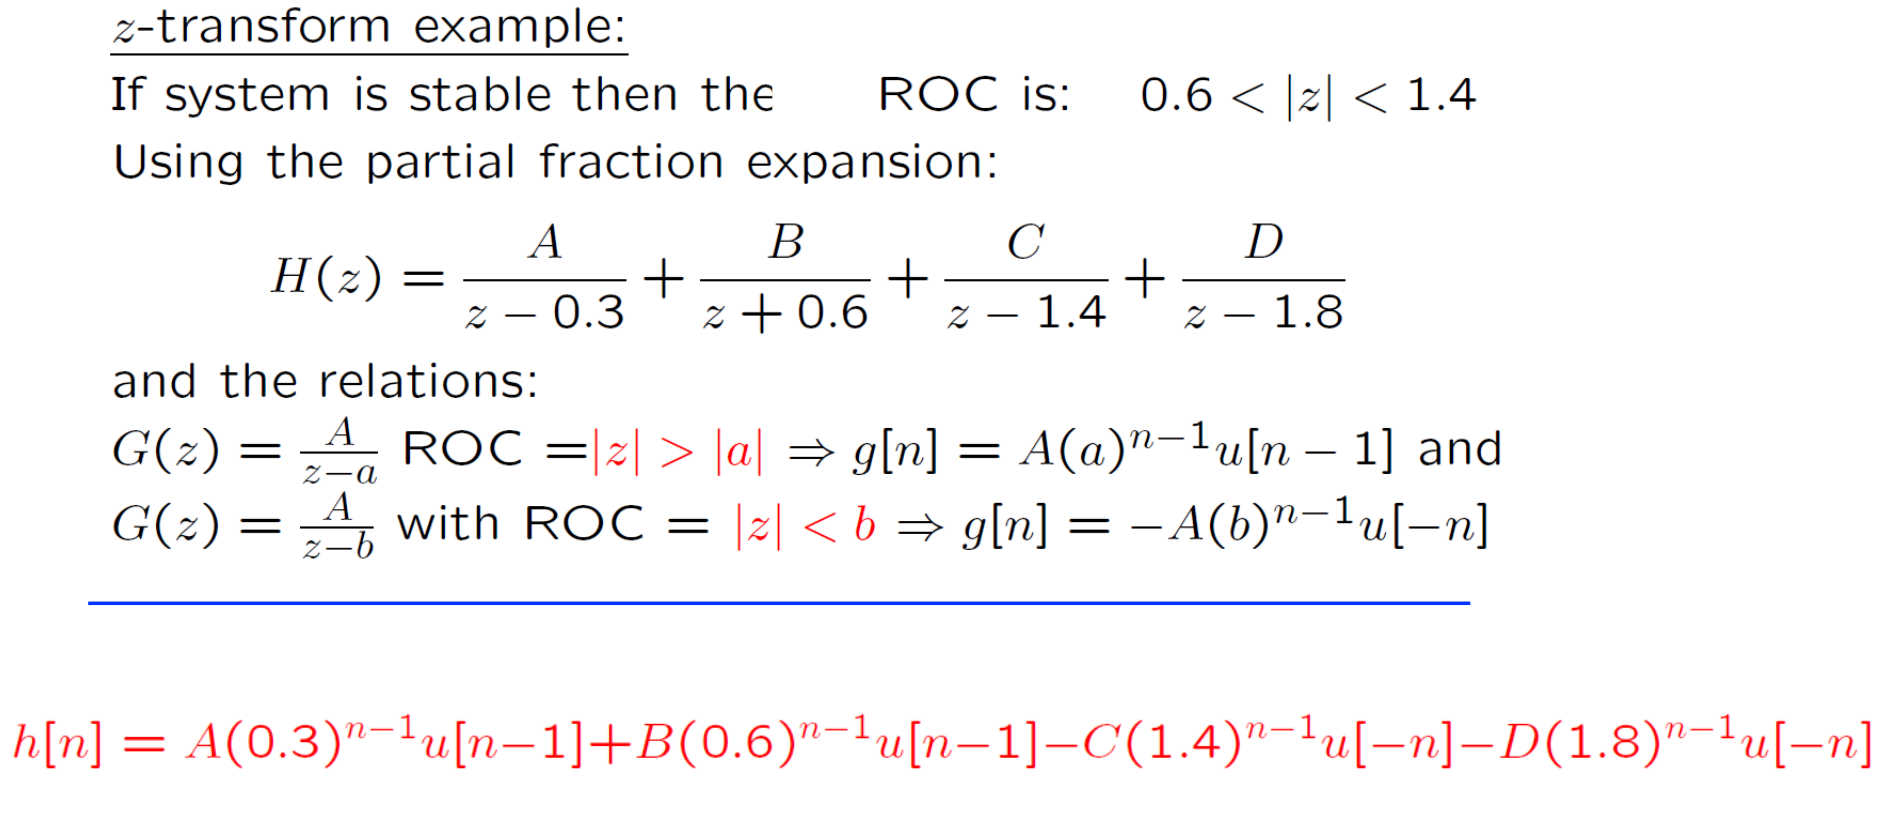 z-transform example:
If system is stable then the ROC is: 0.6 < |z| < 1.4
Using the partial fraction expansion:
H(z) = \frac{A}{z − 0.3} + \frac{B}{z + 0.6} + \frac{C}{z − 1.4} + \frac{D}{z − 1.8}
and the relations:
G(z) = \frac{A}{z−a} ROC =|z| > |a| ⇒ g[n] = A(a)^{n−1}u[n − 1] and
G(z) = \frac{A}{z−b} with ROC = |z| < b ⇒ g[n] = −A(b)^{n−1}u[−n]
h[n] = A(0.3)^{n−1}u[n−1]+B(0.6)^{n−1}u[n−1]−C(1.4)^{n−1}u[−n]−D(1.8)^{n−1}u[−n]